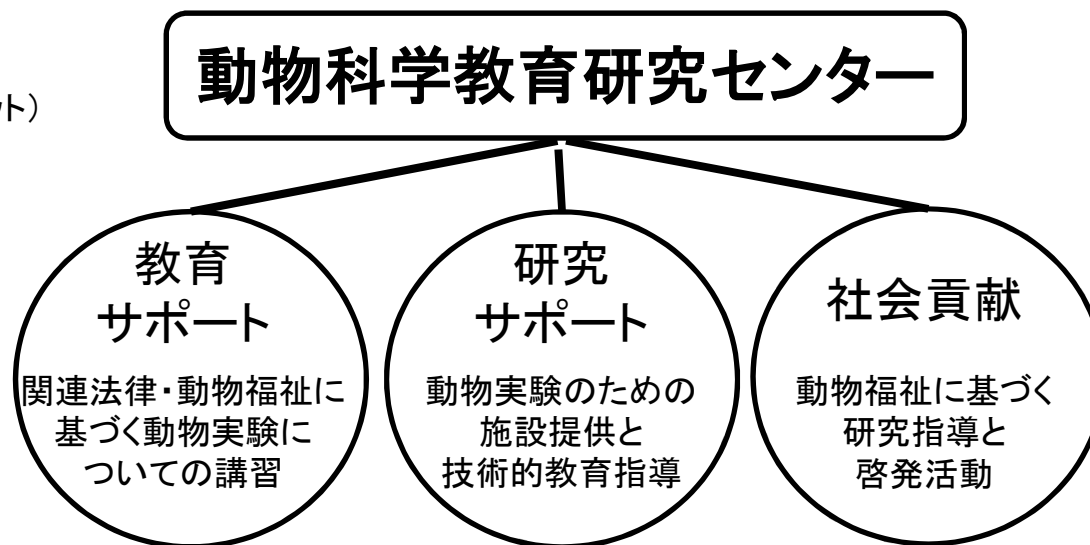 動物科学教育研究センター
ット）
教育
サポート
関連法律・動物福祉に
基づく動物実験に
ついての講習
研究
サポート
動物実験のための
施設提供と
技術的教育指導
社会貢献
動物福祉に基づく
研究指導と
啓発活動